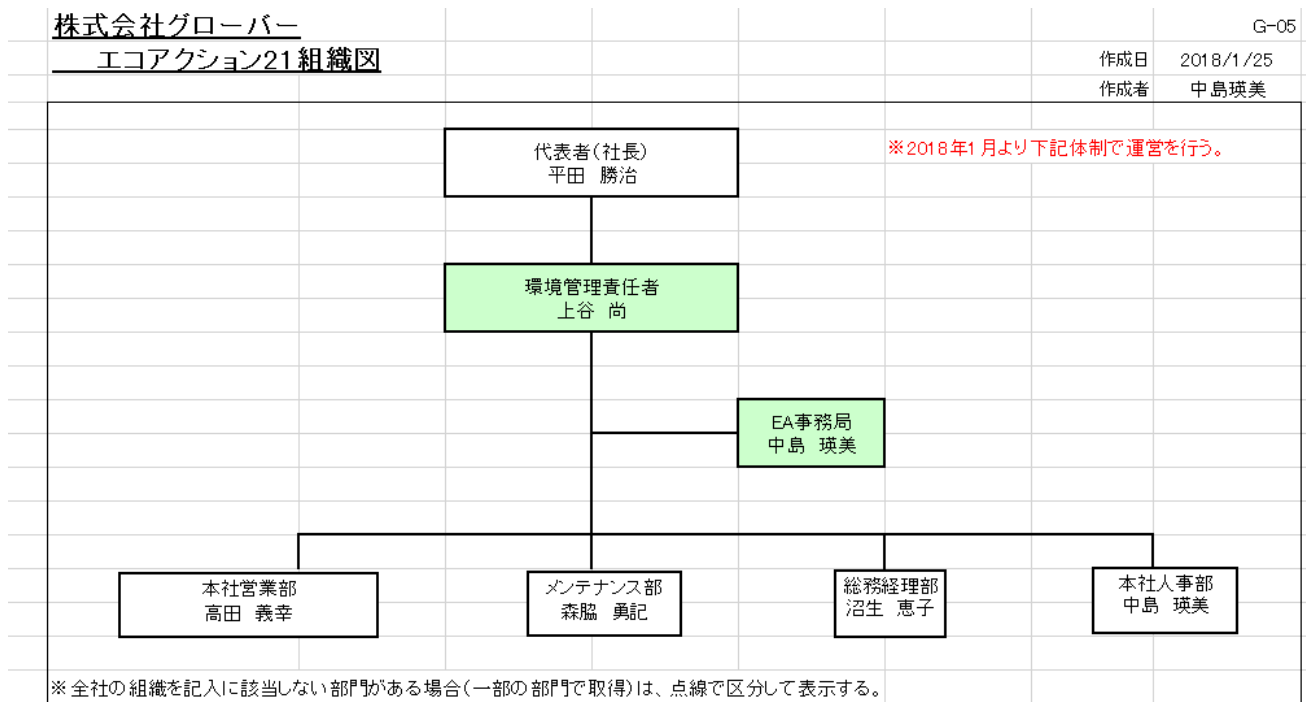 株式会社グローバー
G-05
エコアクション21組織図
作成日 2018/1/25
作成者 中島瑛美
代表者(社長)
平田 勝治
※2018年1月より下記体制で運営を行う。
環境管理責任者
上谷 尚
EA事務局
中島 瑛美
本社営業部
高田 義幸
メンテナンス部
森脇 勇記
総務経理部
沼生 恵子
本社人事部
中島 瑛美
※全社の組織を記入に該当しない部門がある場合(一部の部門で取得)は、点線で区分して表示する。